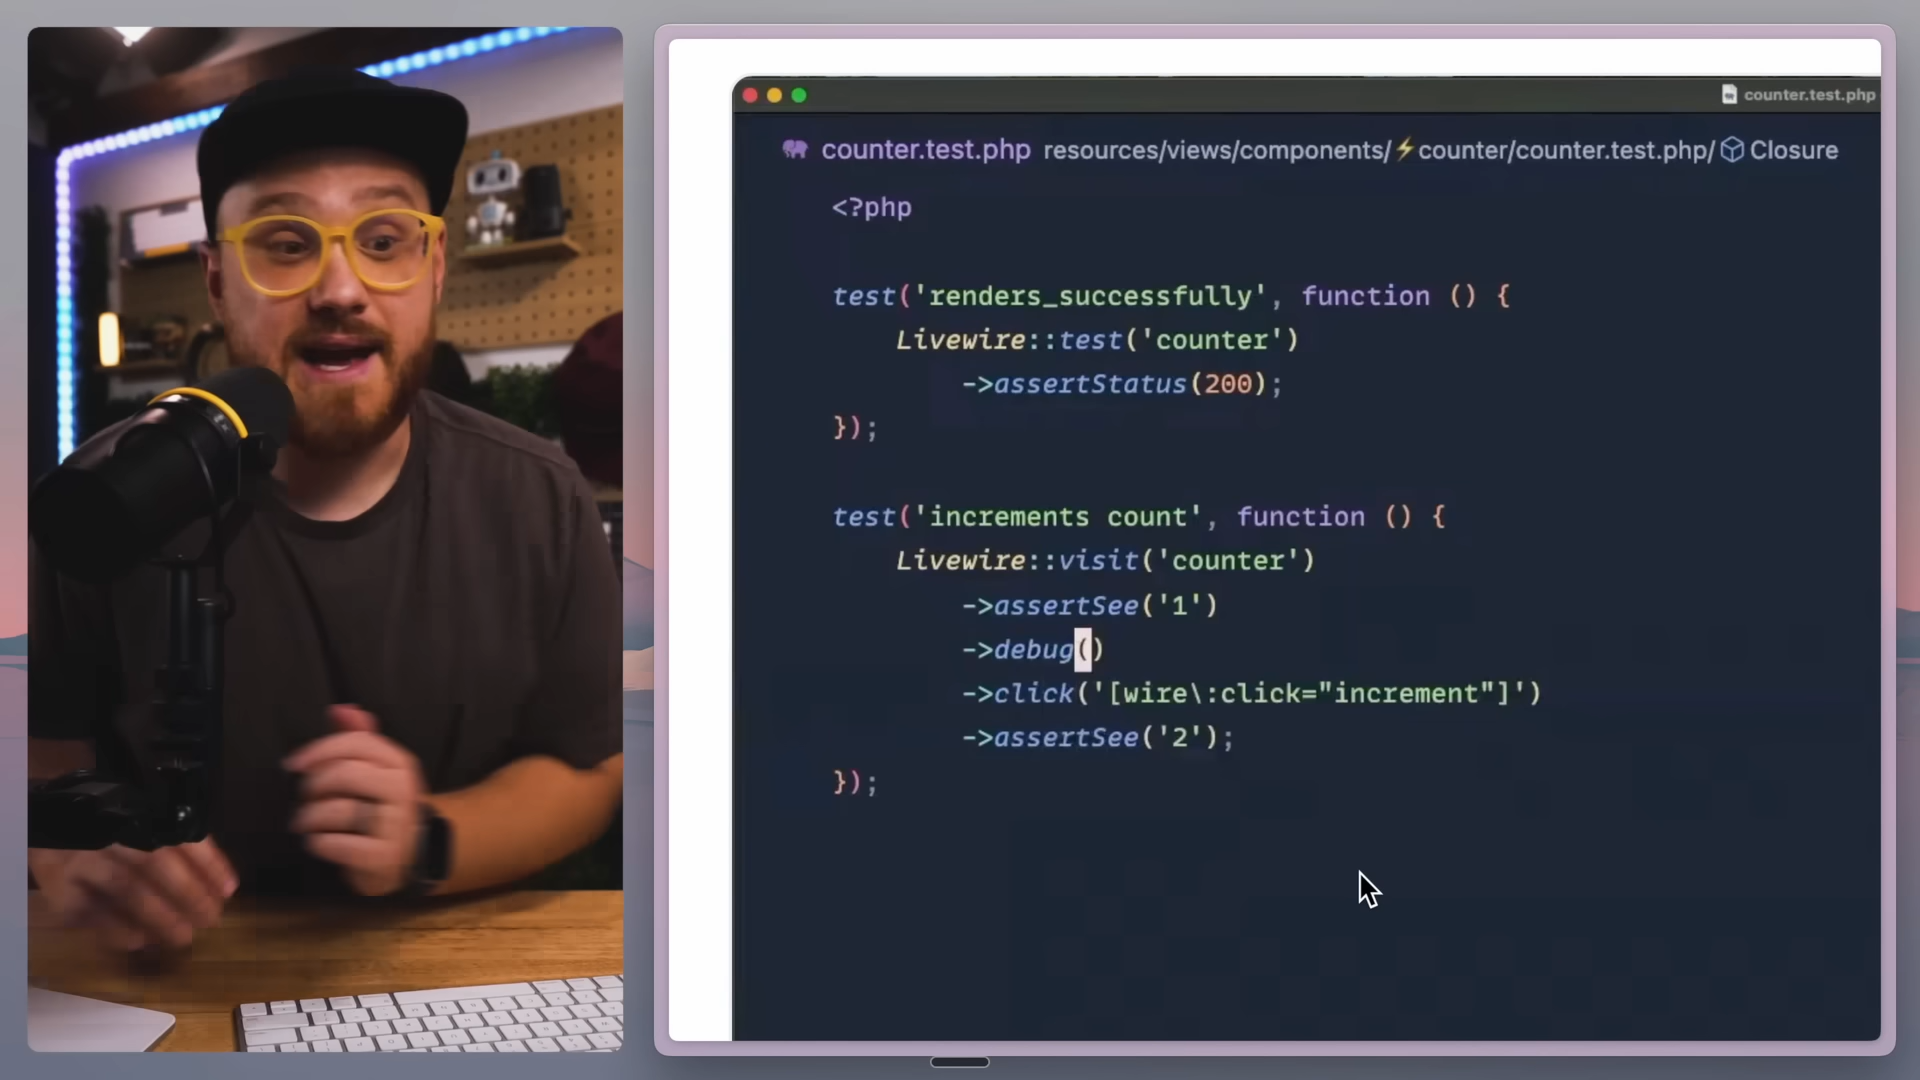 counter.test.php
counter.test.php resources/views/components/⚡counter/counter.test.php/ Closure
<?php
test('renders_successfully', function () {
Livewire::test('counter')
->assertStatus(200);
});
test('increments count', function () {
Livewire::visit('counter')
->assertSee('1')
->debug()
->click('[wire\:click="increment"]')
->assertSee('2');
});